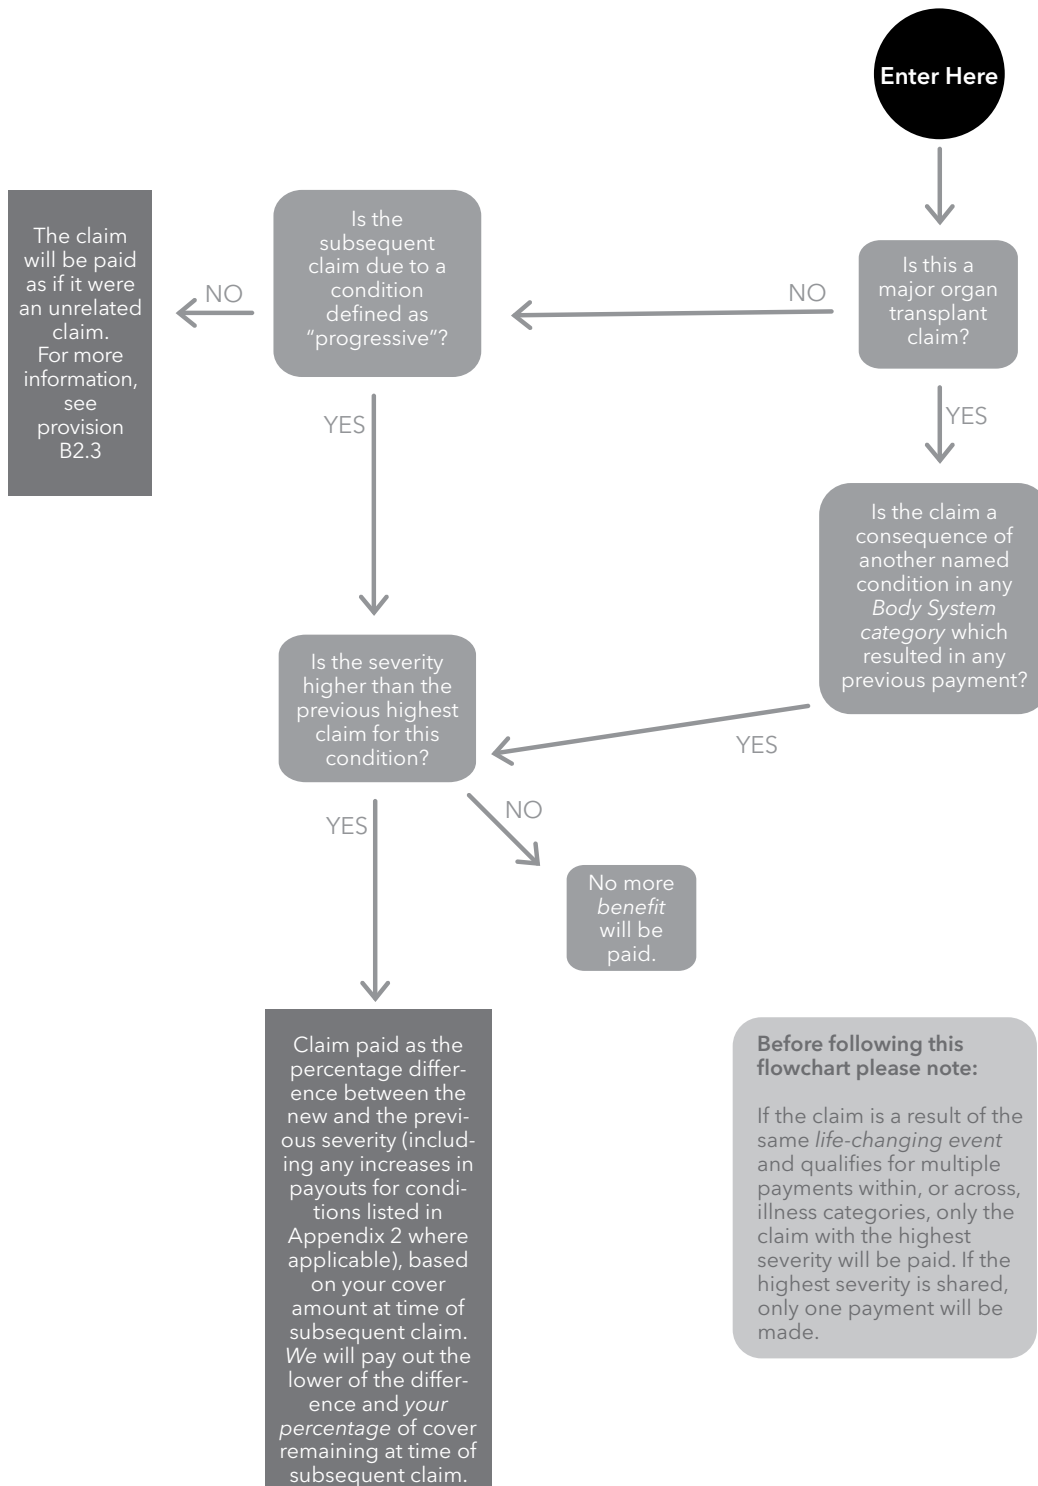 Enter Here
Is this a
major organ
transplant
claim?
NO
Is the
subsequent
claim due to a
condition
defined as
“progressive”?
NO
The claim
will be paid
as if it were
an unrelated
claim.
For more
information,
see
provision
B2.3
YES
YES
Is the claim a
consequence of
another named
condition in any
Body System
category which
resulted in any
previous payment?
YES
Is the severity
higher than the
previous highest
claim for this
condition?
NO
No more
benefit
will be
paid.
YES
Claim paid as the
percentage differ-
ence between the
new and the previ-
ous severity (includ-
ing any increases in
payouts for condi-
tions listed in
Appendix 2 where
applicable), based
on your cover
amount at time of
subsequent claim.
We will pay out the
lower of the differ-
ence and your
percentage of cover
remaining at time of
subsequent claim.
Before following this
flowchart please note:
If the claim is a result of the
same life-changing event
and qualifies for multiple
payments within, or across,
illness categories, only the
claim with the highest
severity will be paid. If the
highest severity is shared,
only one payment will be
made.